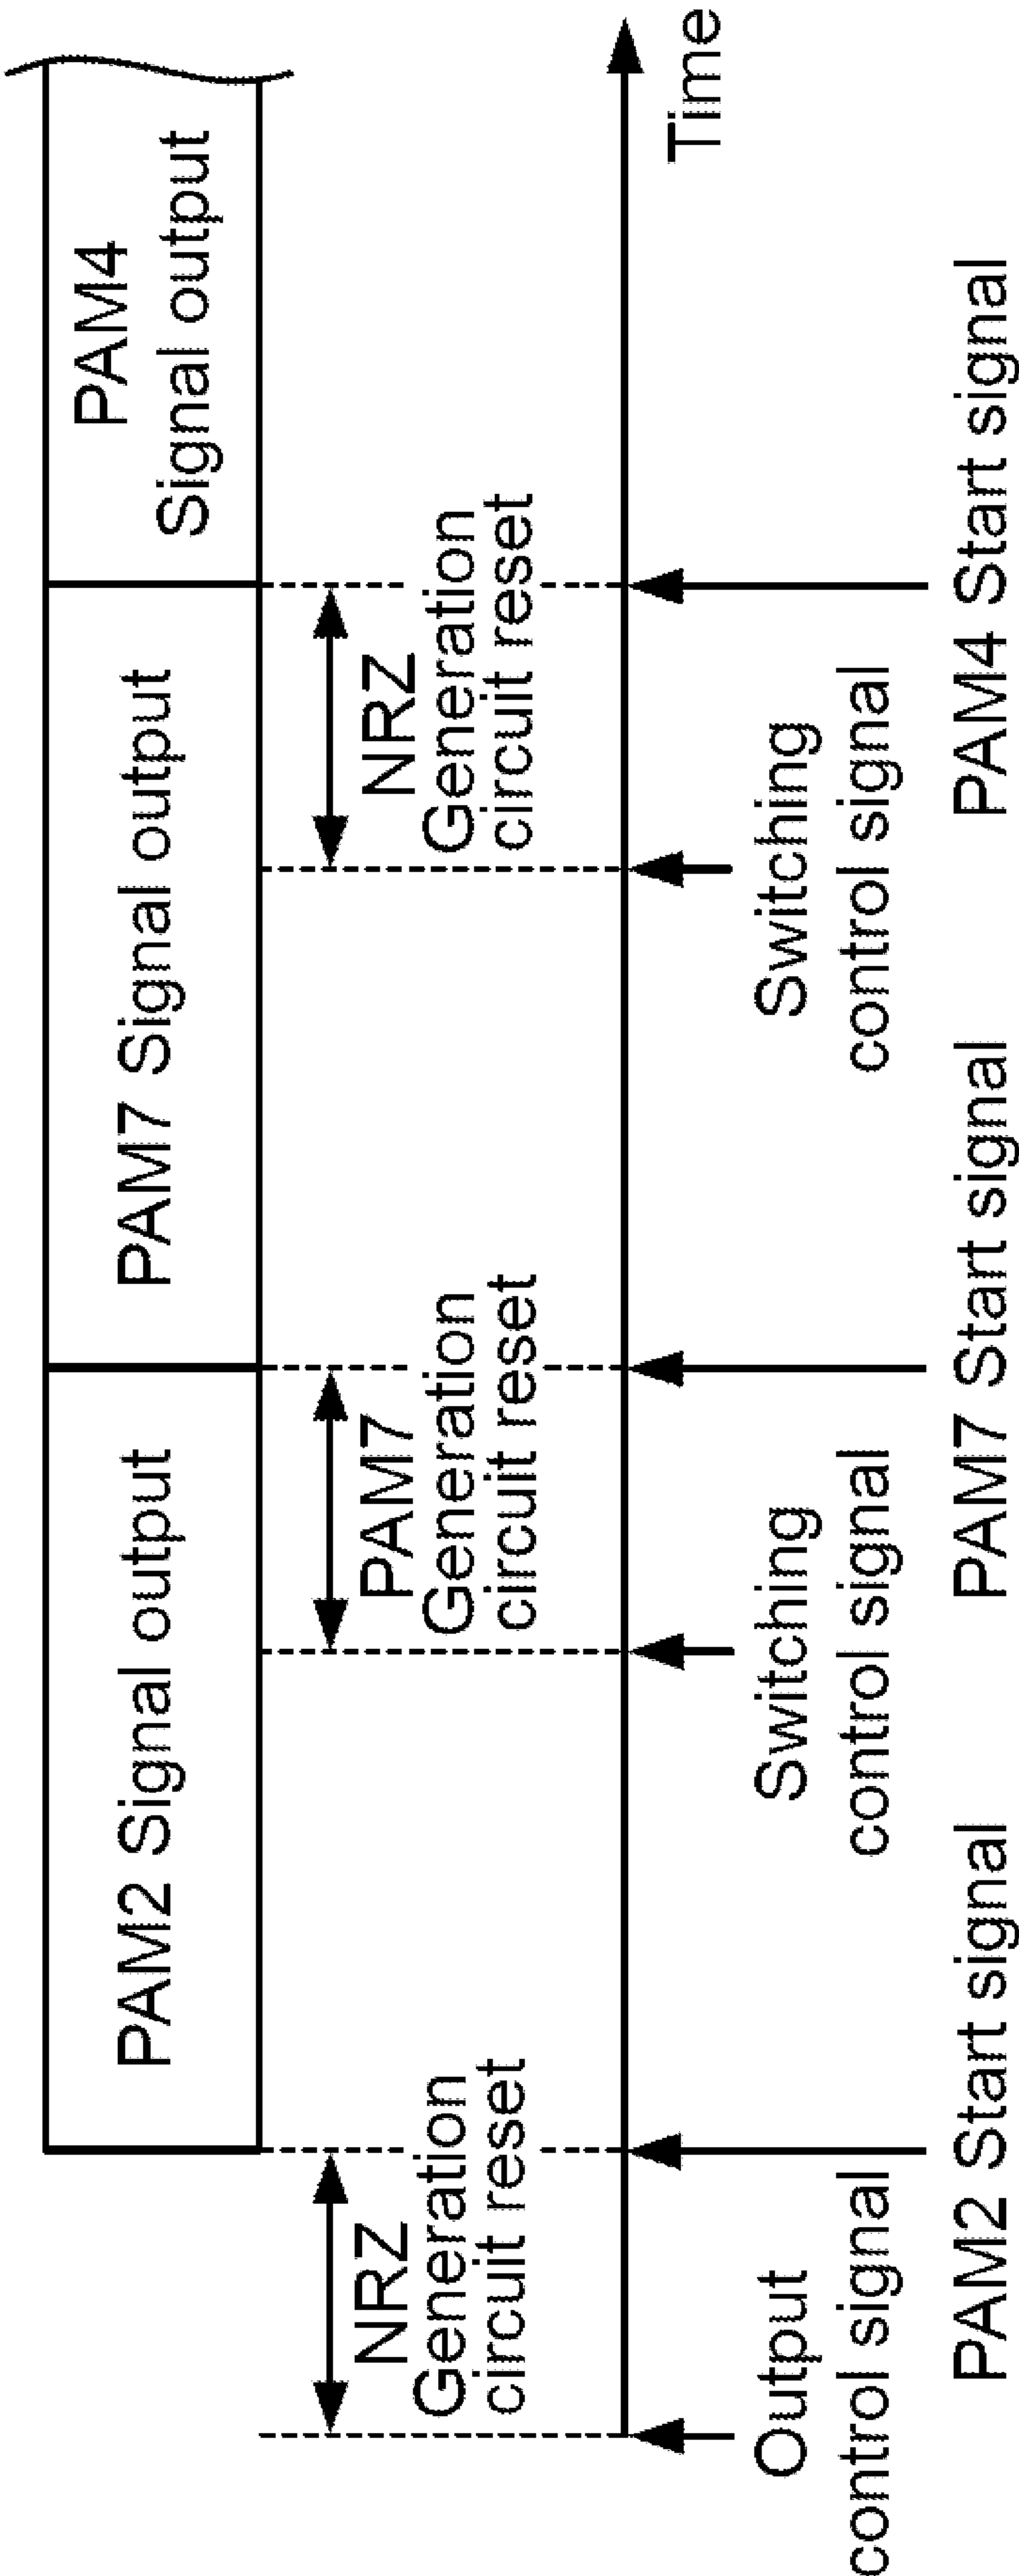 PAM2 Signal output
PAM7 Signal output
PAM4
Signal output
NRZ
Generation
circuit reset
PAM7
Generation
circuit reset
NRZ
Generation
circuit reset
Time
Output
control signal
Switching
control signal
Switching
control signal
PAM2 Start signal
PAM7 Start signal
PAM4 Start signal